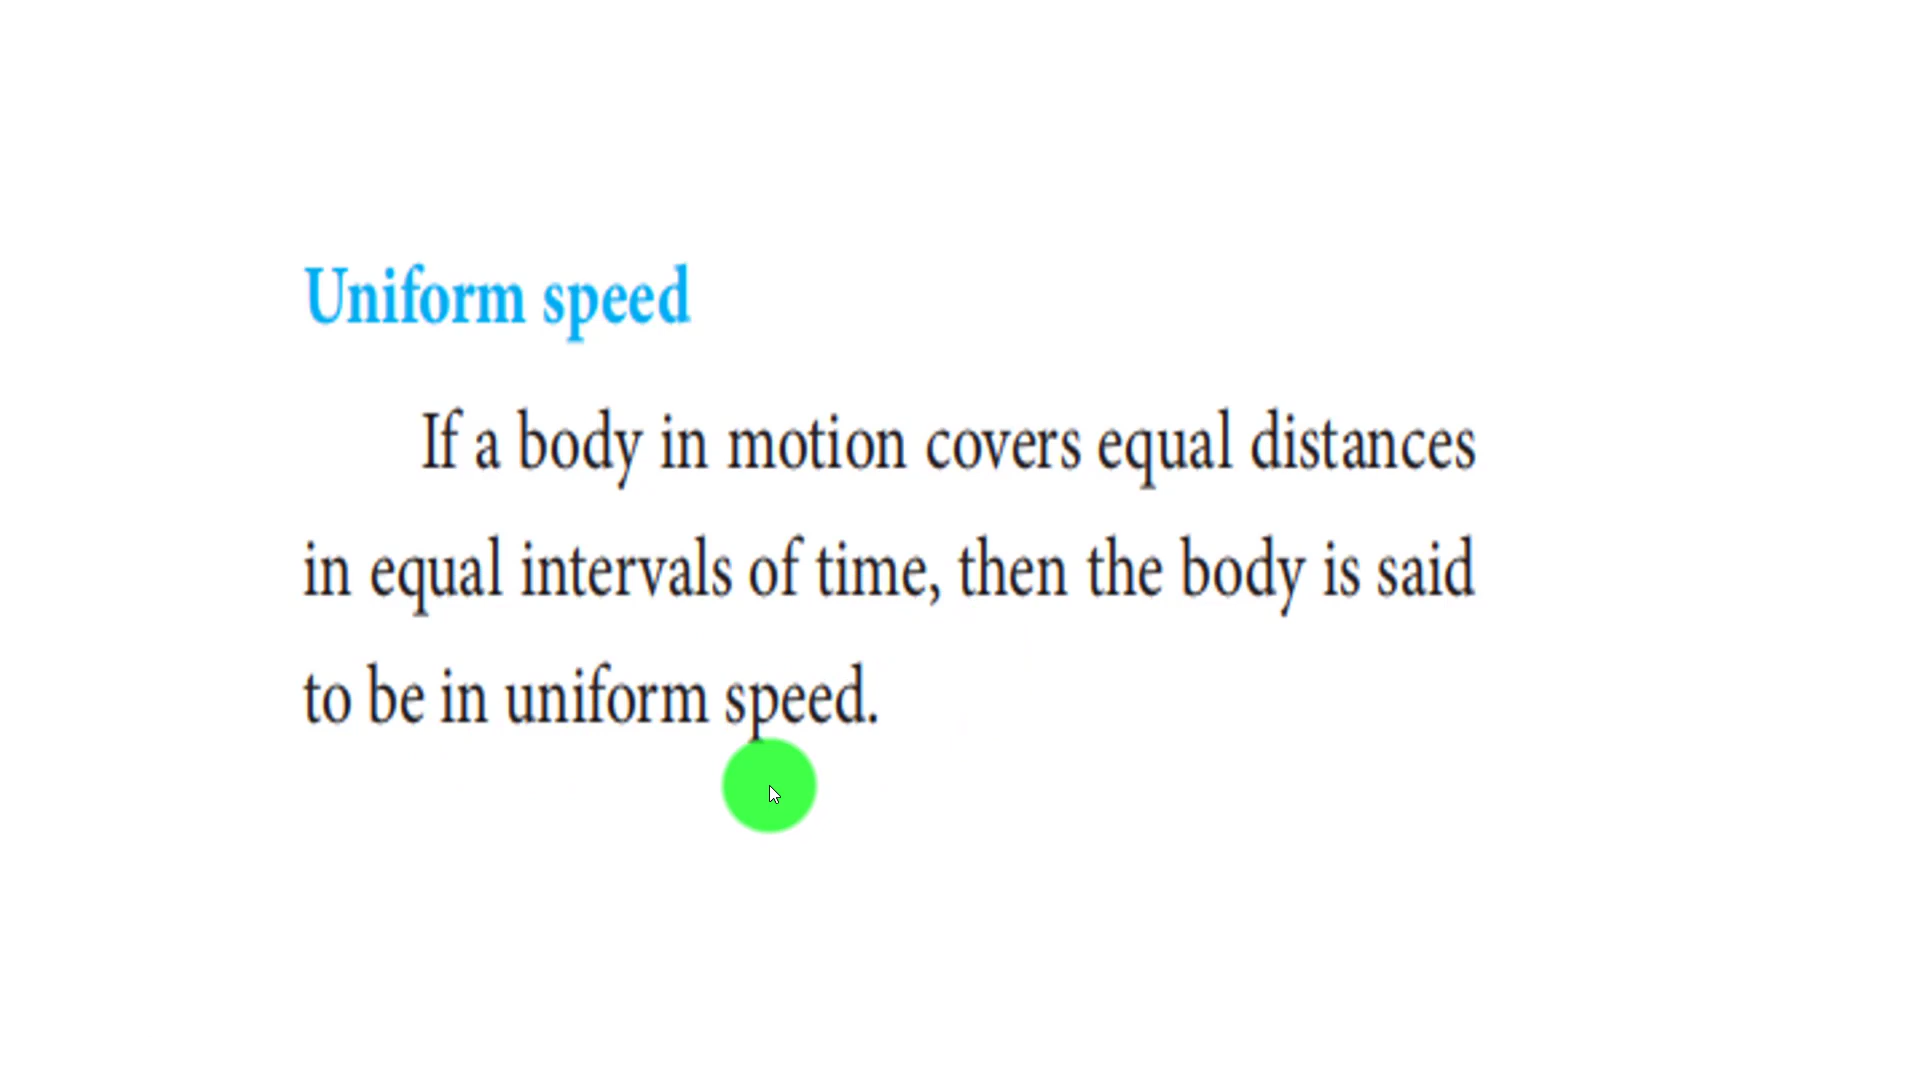 Uniform speed
If a body in motion covers equal distances
in equal intervals of time, then the body is said
to be in uniform speed.